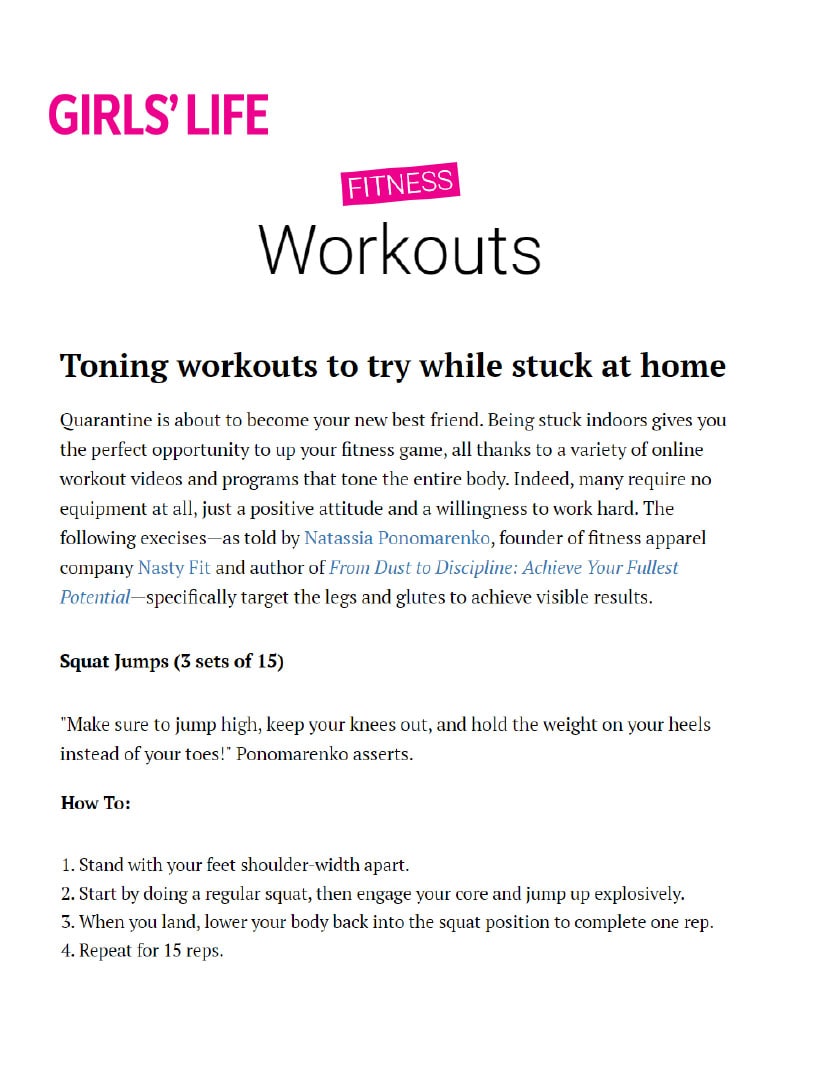 GIRLS' LIFE
FITNESS
Workouts
Toning workouts to try while stuck at home
Quarantine is about to become your new best friend. Being stuck indoors gives you
the perfect opportunity to up your fitness game, all thanks to a variety of online
workout videos and programs that tone the entire body. Indeed, many require no
equipment at all, just a positive attitude and a willingness to work hard. The
following execises—as told by Natassia Ponomarenko, founder of fitness apparel
company Nasty Fit and author of From Dust to Discipline: Achieve Your Fullest
Potential—specifically target the legs and glutes to achieve visible results.
Squat Jumps (3 sets of 15)
"Make sure to jump high, keep your knees out, and hold the weight on your heels
instead of your toes!" Ponomarenko asserts.
How To:
1. Stand with your feet shoulder-width apart.
2. Start by doing a regular squat, then engage your core and jump up explosively.
3. When you land, lower your body back into the squat position to complete one rep.
4. Repeat for 15 reps.